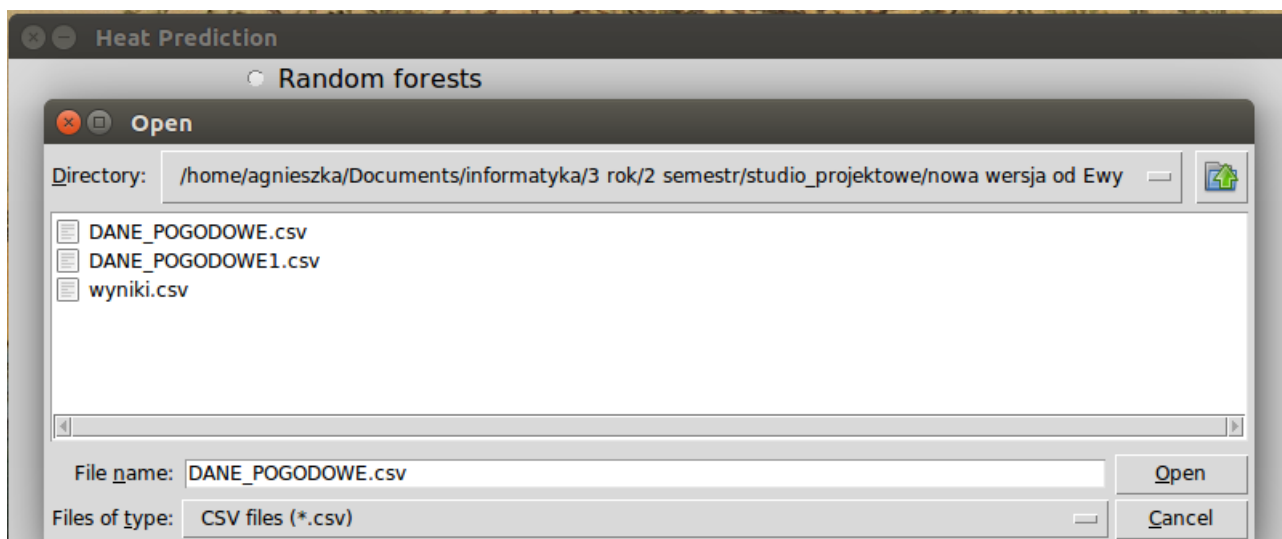 Heat Prediction
Random forests
Open
Directory: /home/agnieszka/Documents/informatyka/3 rok/2 semestr/studio_projektowe/nowa wersja od Ewy
DANE_POGODOWE.csv
DANE_POGODOWE1.csv
wyniki.csv
File name: DANE_POGODOWE.csv Open
Files of type: CSV files (*.csv) Cancel